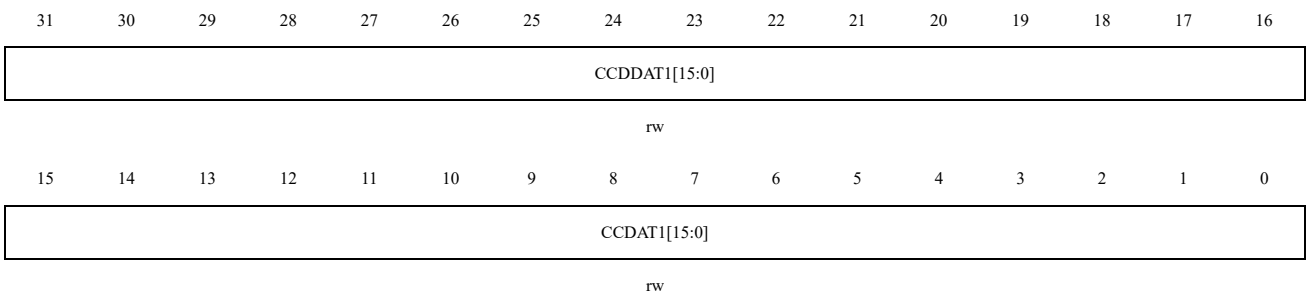 31 30 29 28 27 26 25 24 23 22 21 20 19 18 17 16
CCDDAT1[15:0]
rw
15 14 13 12 11 10 9 8 7 6 5 4 3 2 1 0
CCDAT1[15:0]
rw